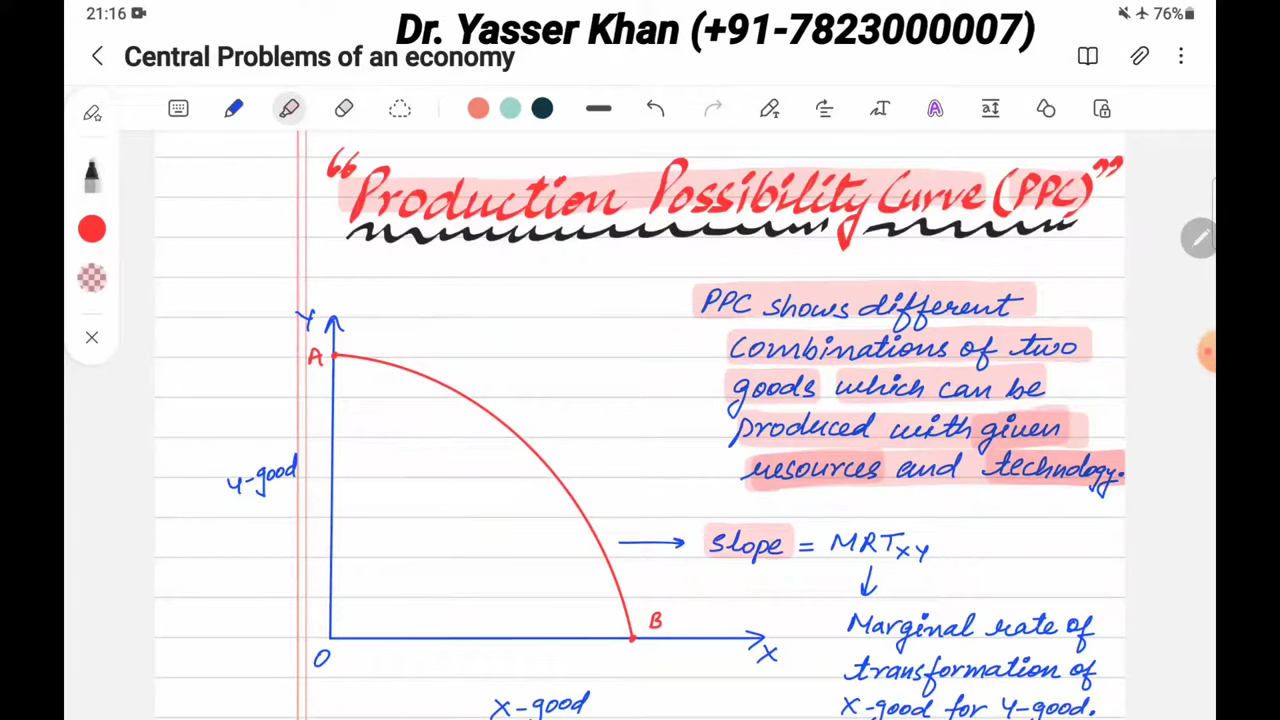 21:16
76%
Dr. Yasser Khan (+91-7823000007)
Central Problems of an economy
"Production Possibility Curve (PPC)"
PPC shows different
combinations of two
goods which can be
produced with given
resources and technology.
Y
A
y-good
slope = MRTxy
B
O
X
x-good
Marginal rate of
transformation of
x-good for y-good.